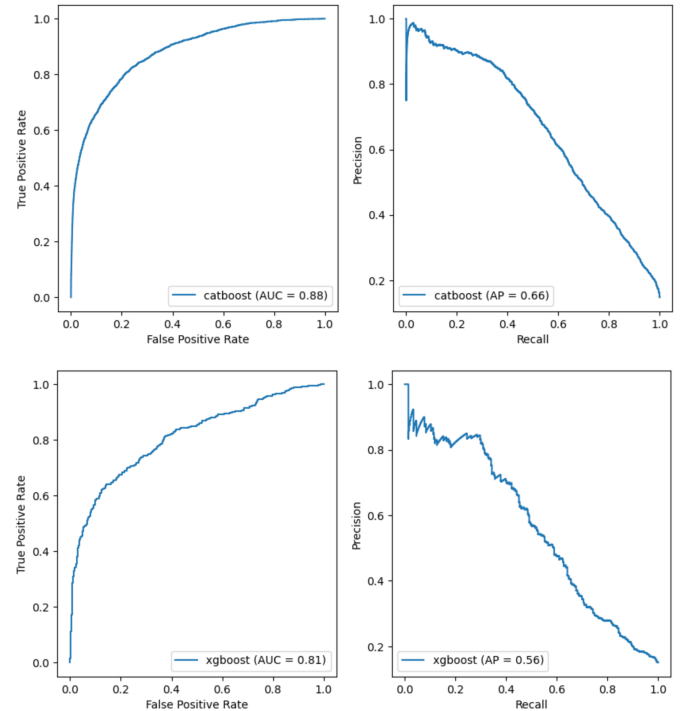 True Positive Rate
1.0
0.8
0.6
0.4
0.2
0.0
catboost (AUC = 0.88)
0.0 0.2 0.4 0.6 0.8 1.0
False Positive Rate
Precision
1.0
0.8
0.6
0.4
0.2
catboost (AP = 0.66)
0.0 0.2 0.4 0.6 0.8 1.0
Recall
True Positive Rate
1.0
0.8
0.6
0.4
0.2
0.0
xgboost (AUC = 0.81)
0.0 0.2 0.4 0.6 0.8 1.0
False Positive Rate
Precision
1.0
0.8
0.6
0.4
0.2
xgboost (AP = 0.56)
0.0 0.2 0.4 0.6 0.8 1.0
Recall